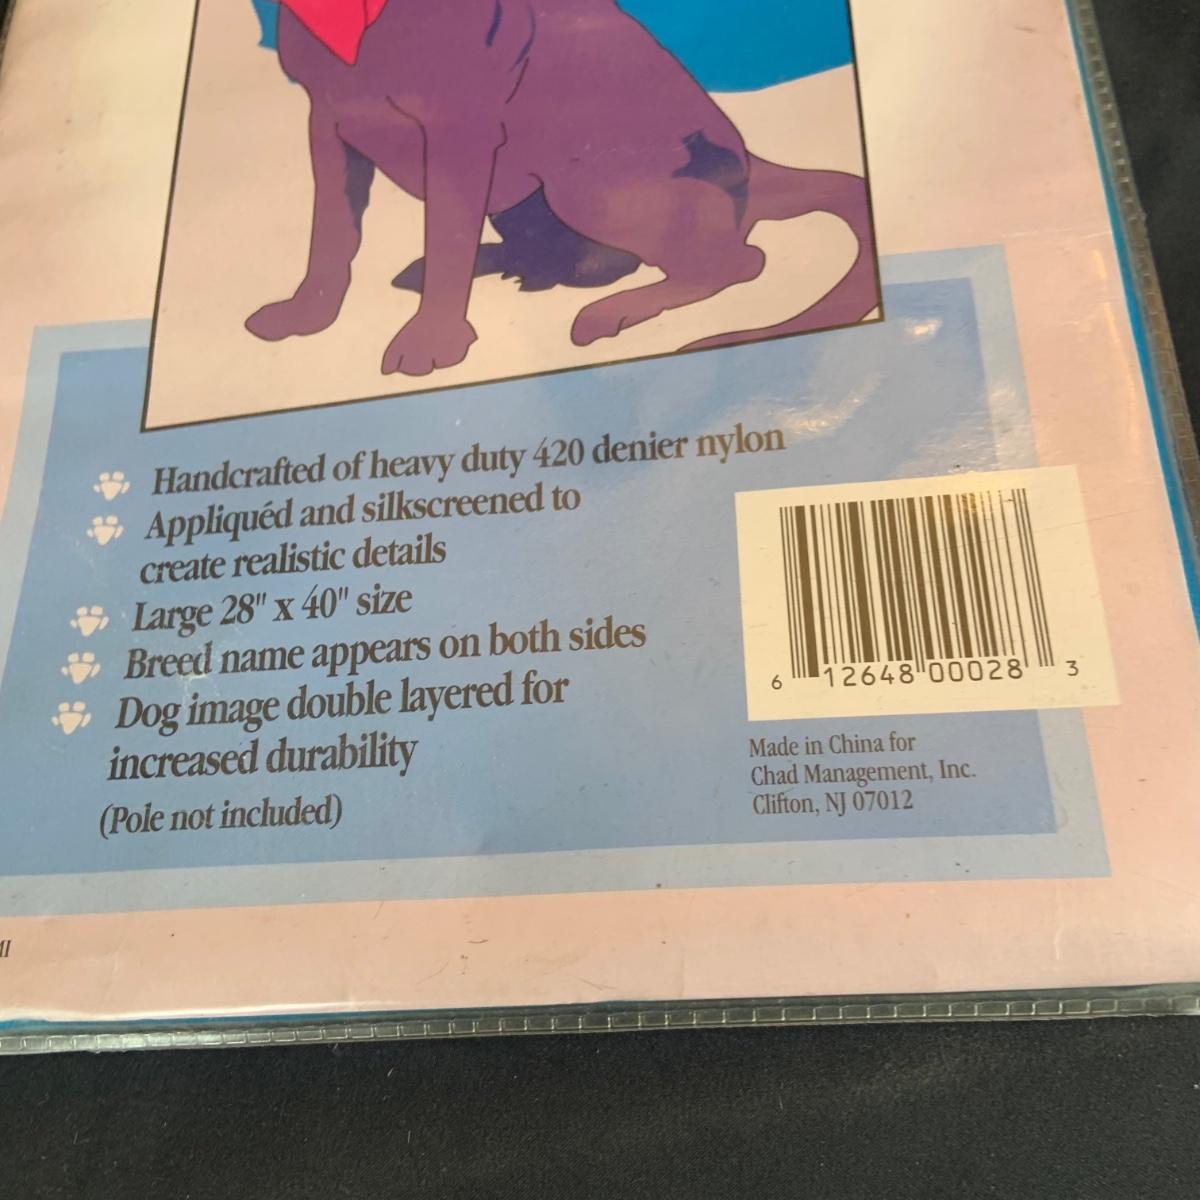 Handcrafted of heavy duty 420 denier nylon
Appliquéd and silkscreened to
create realistic details
Large 28" x 40" size
Breed name appears on both sides
Dog image double layered for
increased durability
(Pole not included)
6 12648 00028 3
Made in China for
Chad Management, Inc.
Clifton, NJ 07012